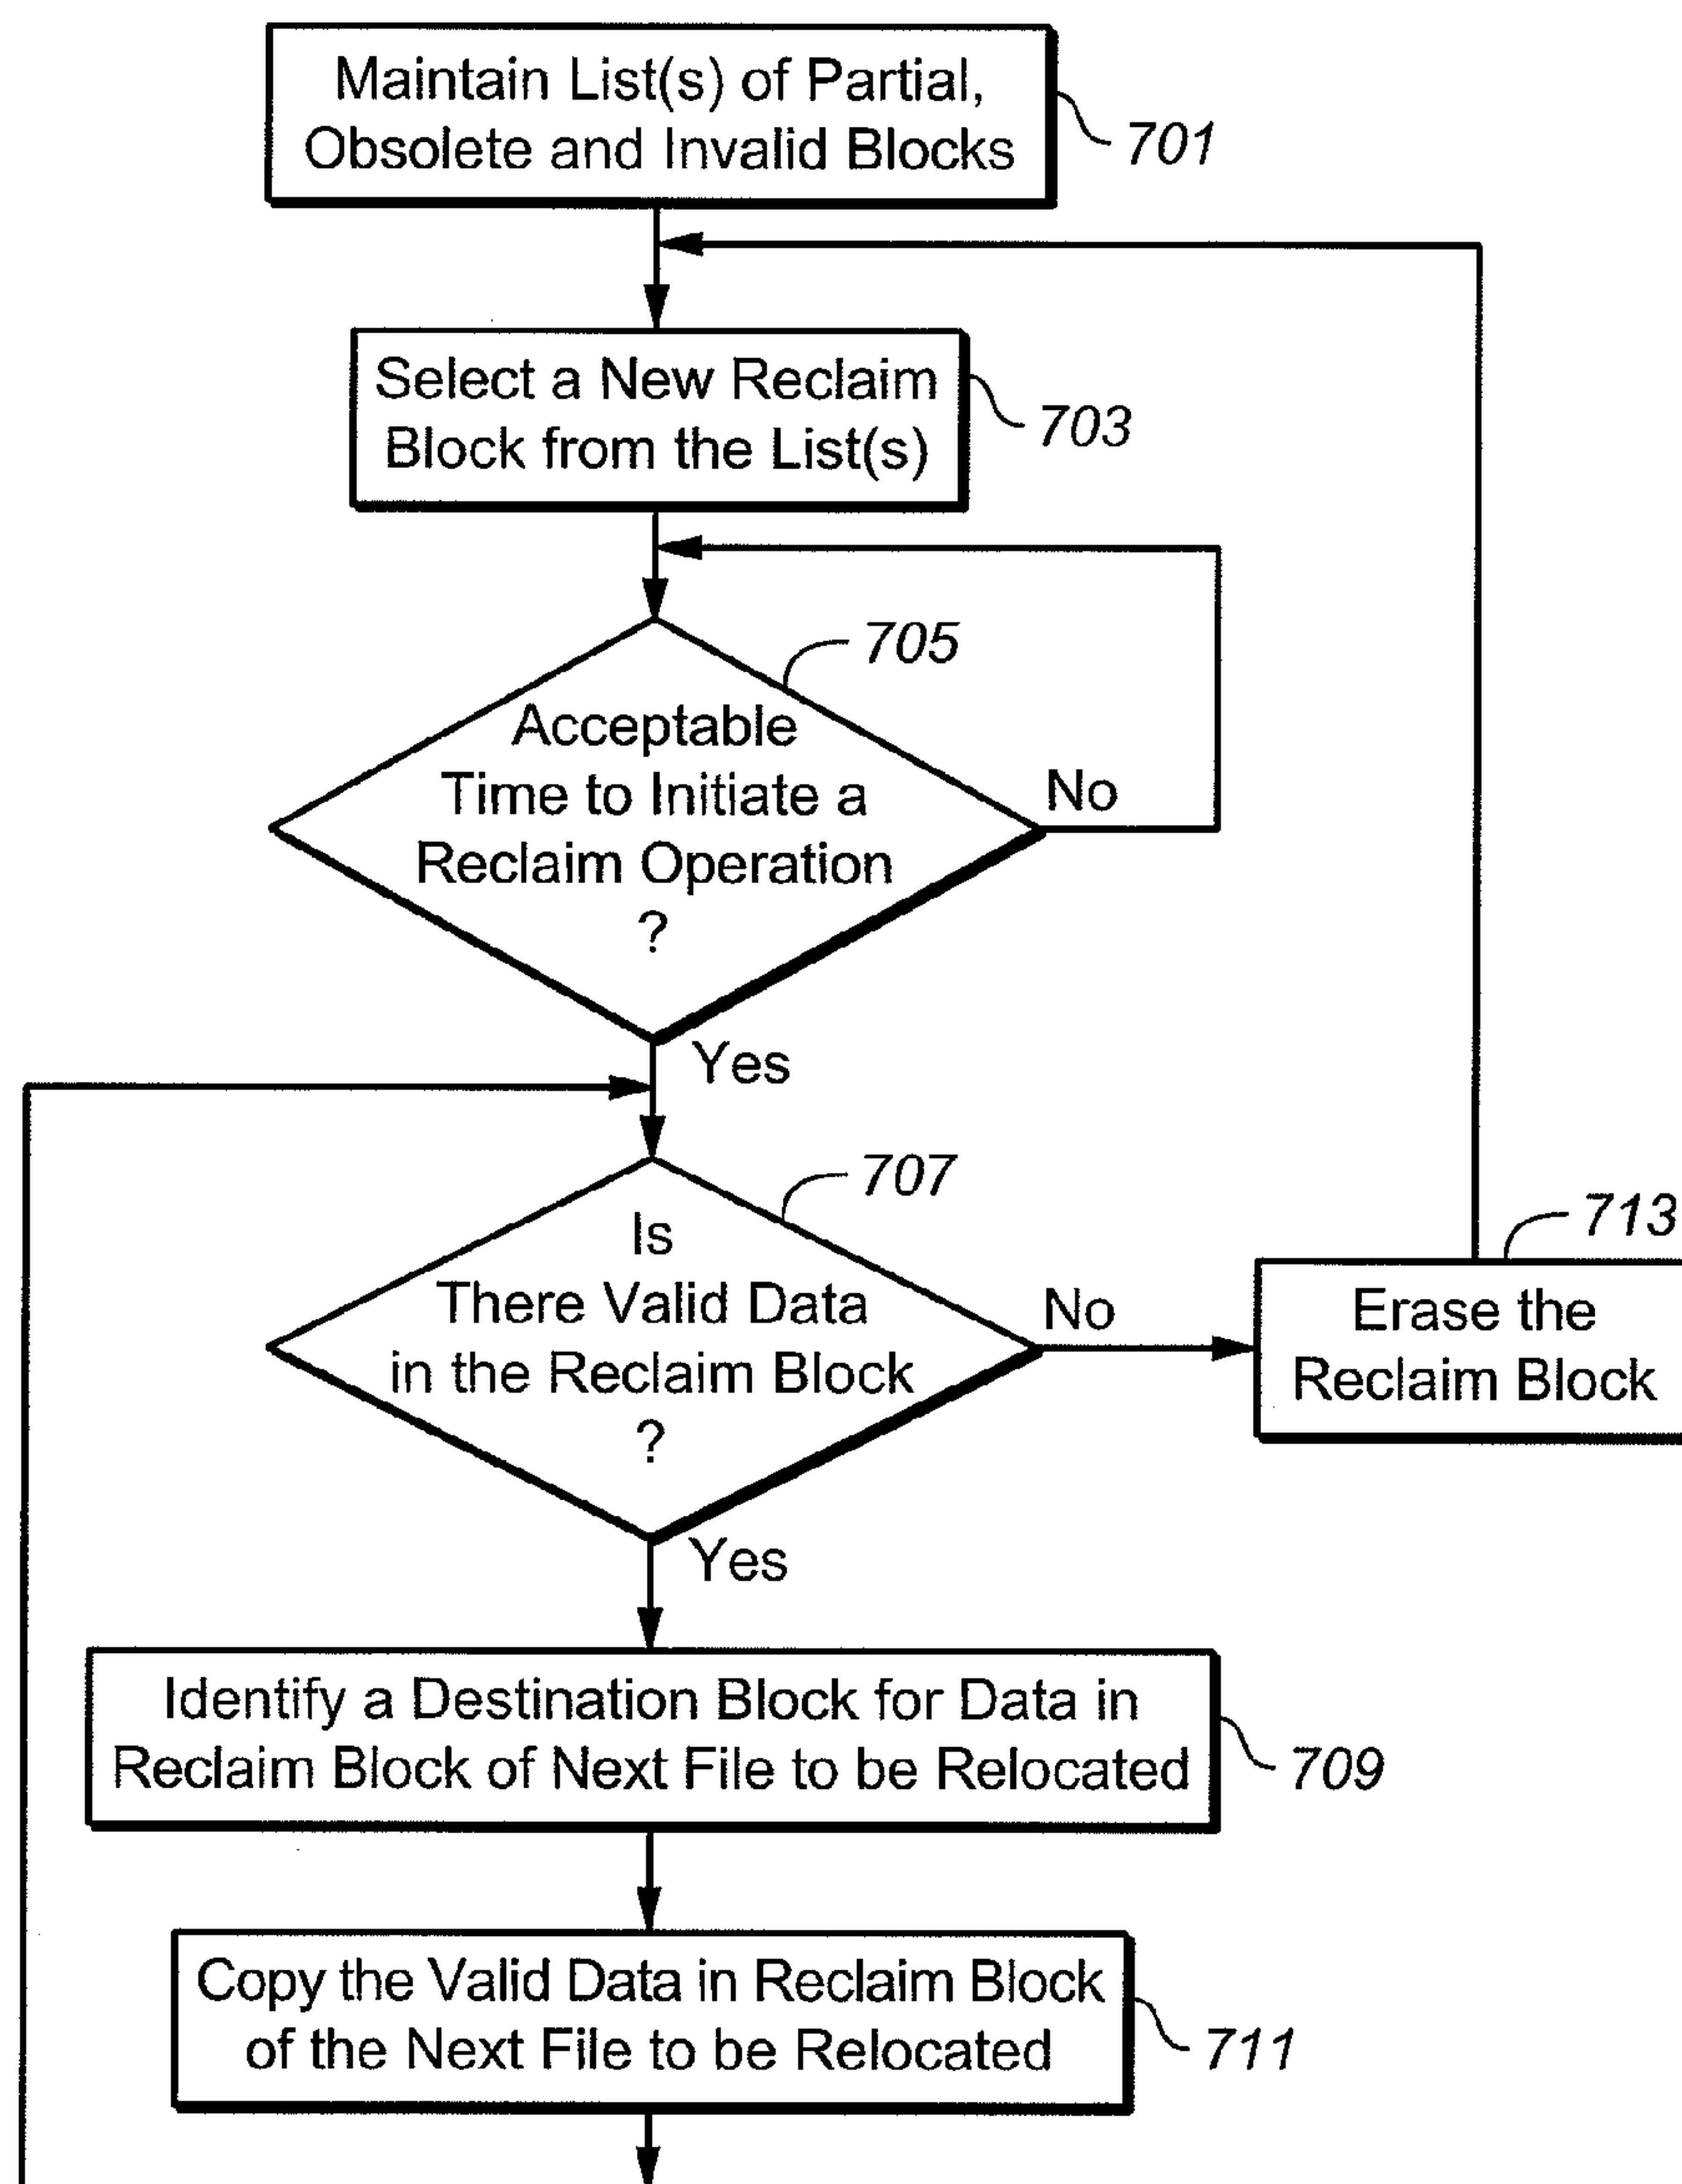 Maintain List(s) of Partial,
Obsolete and Invalid Blocks
701
Select a New Reclaim
Block from the List(s)
703
705
Acceptable
Time to Initiate a
Reclaim Operation
?
No
Yes
707
Is
There Valid Data
in the Reclaim Block
?
No
713
Erase the
Reclaim Block
Yes
Identify a Destination Block for Data in
Reclaim Block of Next File to be Relocated
709
Copy the Valid Data in Reclaim Block
of the Next File to be Relocated
711